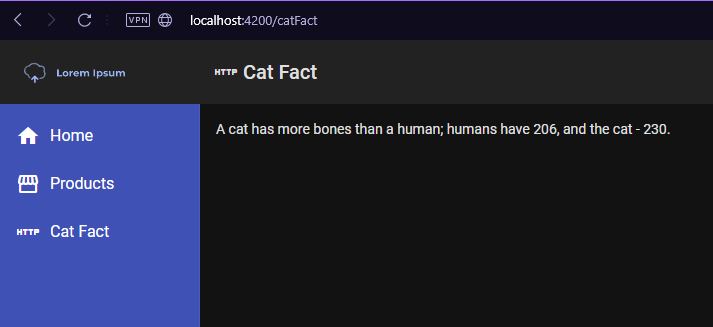 VPN localhost:4200/catFact
Lorem Ipsum
HTTP Cat Fact
Home
Products
HTTP Cat Fact
A cat has more bones than a human; humans have 206, and the cat - 230.